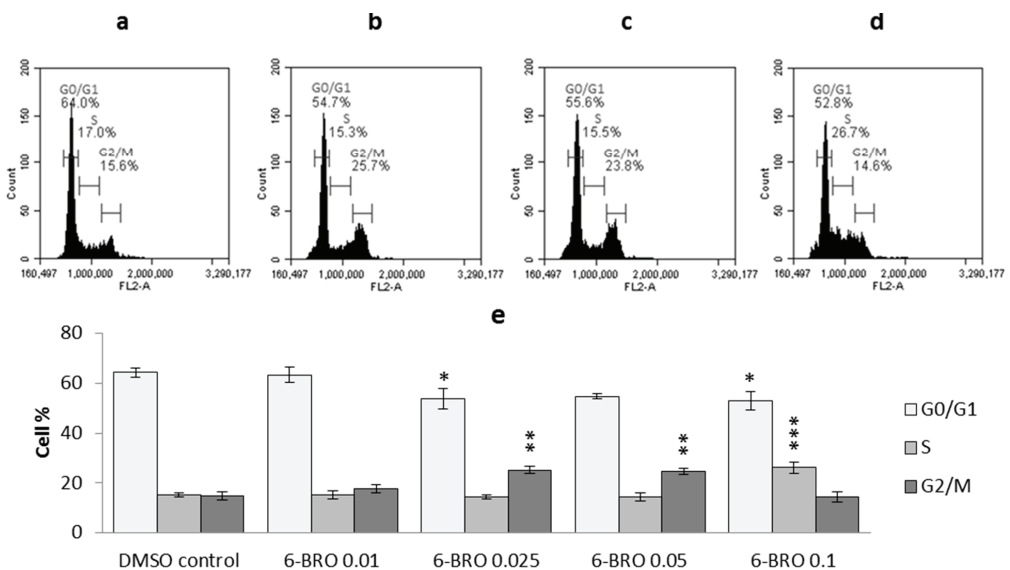 a
b
c
d
200
150
100
50
0
Count
G0/G1
64.0%
S
17.0%
G2/M
15.6%
160,497
1,000,000
2,000,000
3,290,177
FL2-A
200
150
100
50
0
Count
G0/G1
54.7%
S
15.3%
G2/M
25.7%
160,497
1,000,000
2,000,000
3,290,177
FL2-A
200
150
100
50
0
Count
G0/G1
55.6%
S
15.5%
G2/M
23.8%
160,497
1,000,000
2,000,000
3,290,177
FL2-A
200
150
100
50
0
Count
G0/G1
52.8%
S
26.7%
G2/M
14.6%
160,497
1,000,000
2,000,000
3,290,177
FL2-A
e
80
60
40
20
0
Cell %
*
**
**
*
***
DMSO control
6-BRO 0.01
6-BRO 0.025
6-BRO 0.05
6-BRO 0.1
G0/G1
S
G2/M